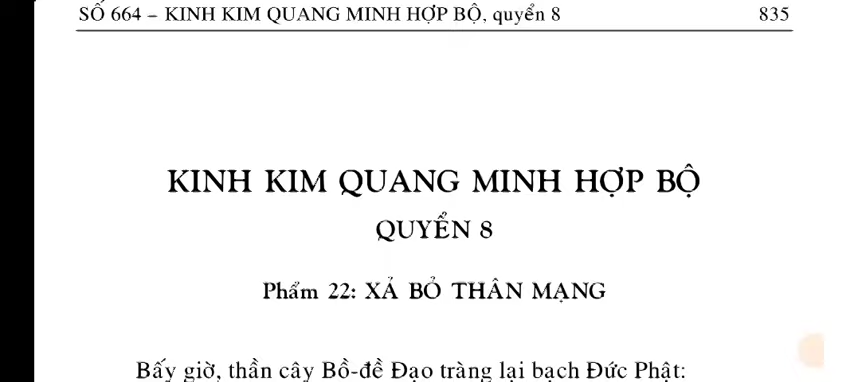 SỐ 664 – KINH KIM QUANG MINH HỢP BỘ, quyển 8 835
KINH KIM QUANG MINH HỢP BỘ
QUYỂN 8
Phẩm 22: XẢ BỎ THÂN MẠNG
Bấy giờ, thần cây Bồ-đề Đạo tràng lại bạch Đức Phật: